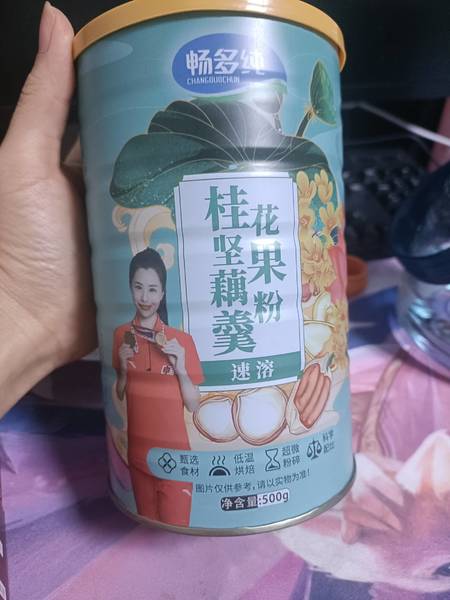 畅多纯
CHANGDUOCHUN
桂花坚果藕粉羹
速溶
甄选食材
低温烘焙
超微粉碎
科学配比
图片仅供参考,请以实物为准!
净含量:500g